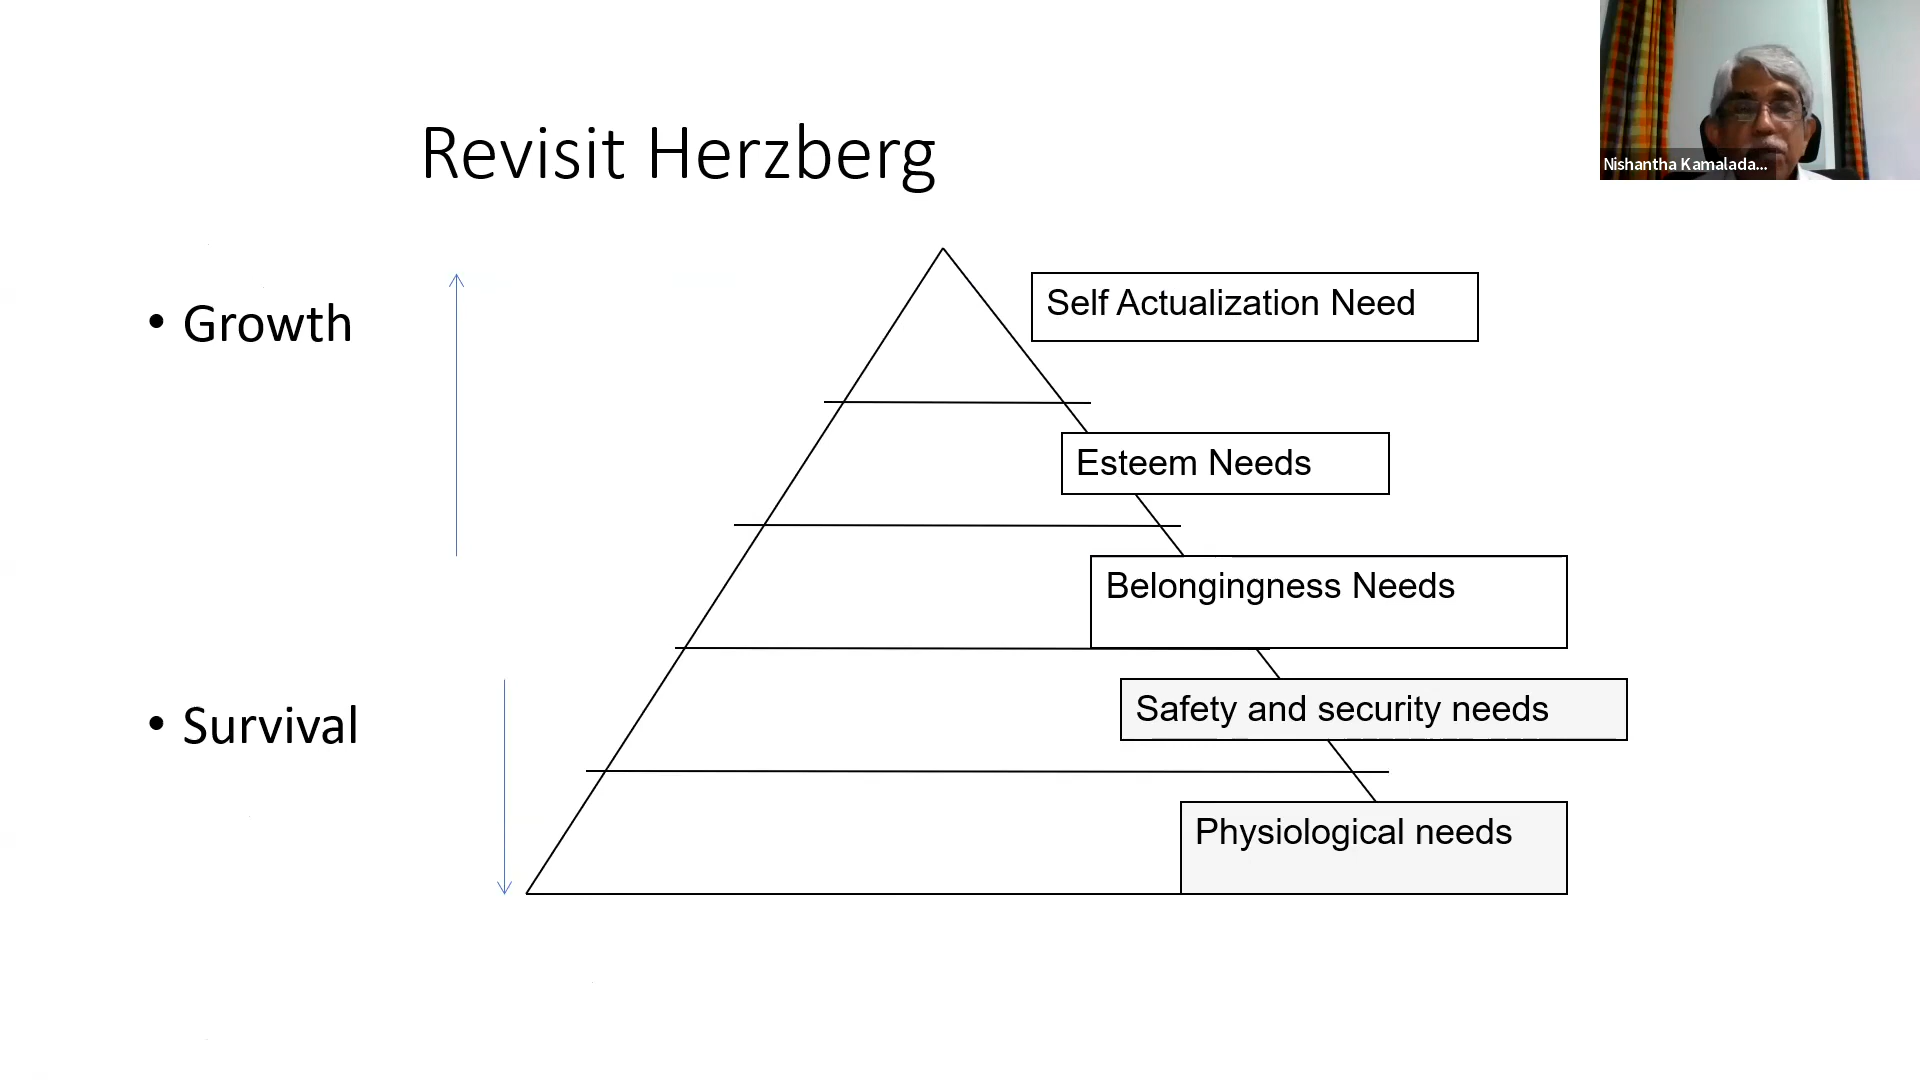 Revisit Herzberg
Nishantha Kamalada...
• Growth
Self Actualization Need
Esteem Needs
Belongingness Needs
• Survival
Safety and security needs
Physiological needs